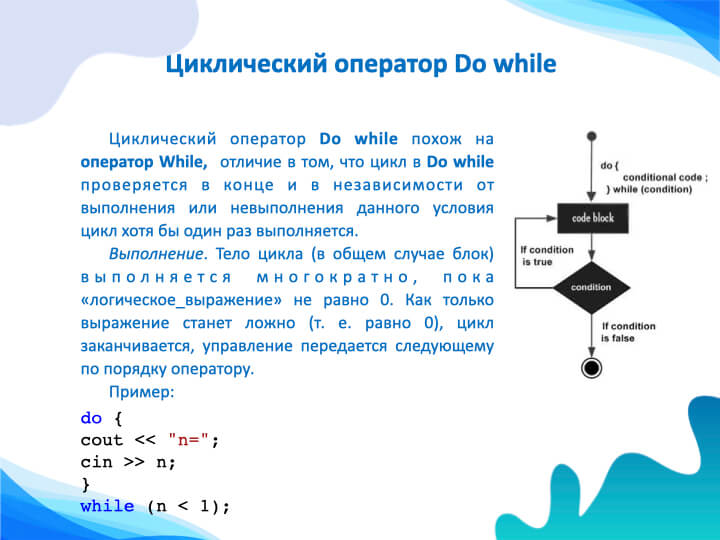 Циклический оператор Do while
Циклический оператор Do while похож на
оператор While, отличие в том, что цикл в Do while
проверяется в конце и в независимости от
выполнения или невыполнения данного условия
цикл хотя бы один раз выполняется.
Выполнение. Тело цикла (в общем случае блок)
выполняется многократно, пока
«логическое_выражение» не равно 0. Как только
выражение станет ложно (т. е. равно 0), цикл
заканчивается, управление передается следующему
по порядку оператору.
Пример:
do {
cout << "n=";
cin >> n;
}
while (n < 1);
do {
conditional code ;
} while (condition)
code block
If condition
is true
condition
If condition
is false